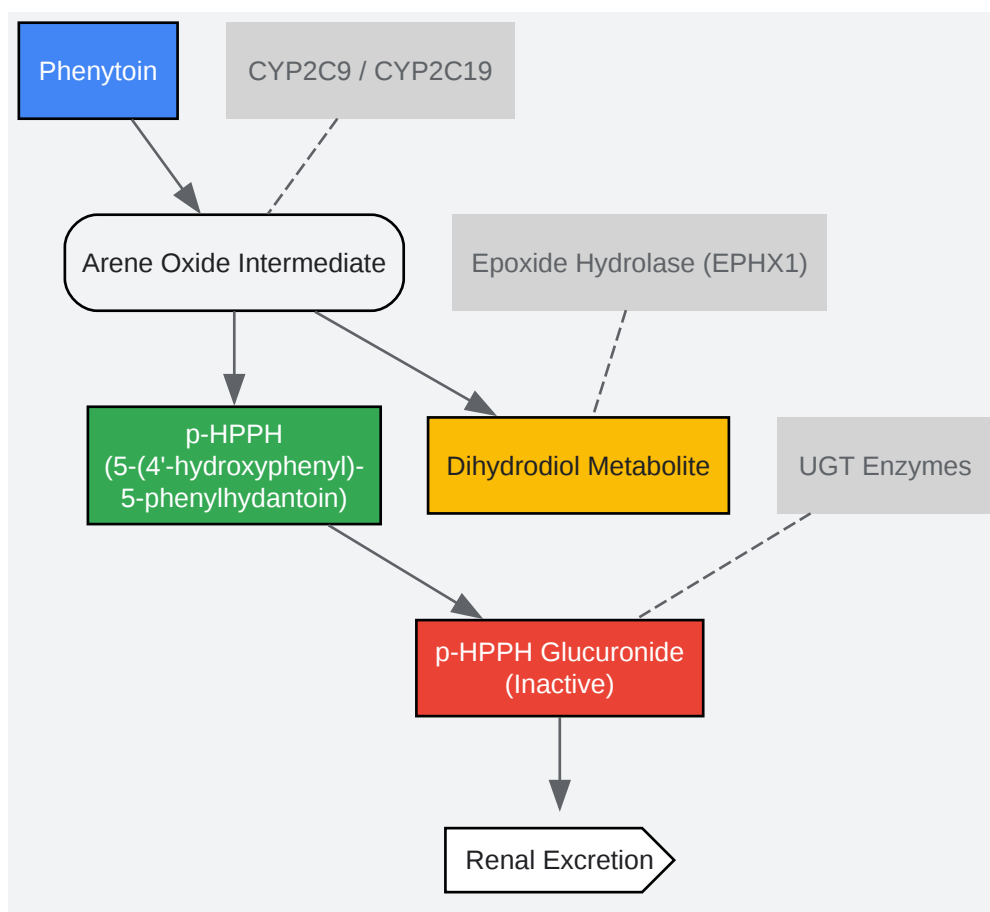 Phenytoin
CYP2C9 / CYP2C19
Arene Oxide Intermediate
Epoxide Hydrolase (EPHX1)
p-HPPH
(5-(4'-hydroxyphenyl)-
5-phenylhydantoin)
Dihydrodiol Metabolite
UGT Enzymes
p-HPPH Glucuronide
(Inactive)
Renal Excretion